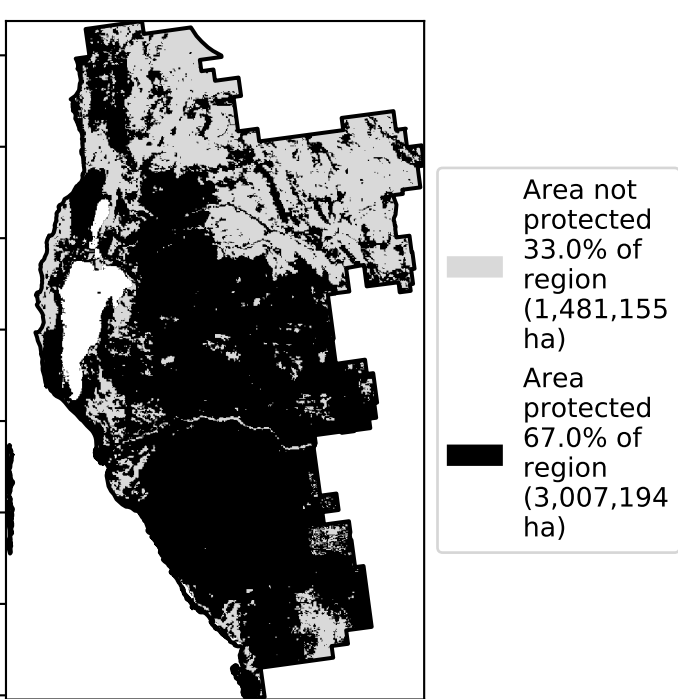 Area not
protected
33.0% of
region
(1,481,155
ha)
Area
protected
67.0% of
region
(3,007,194
ha)